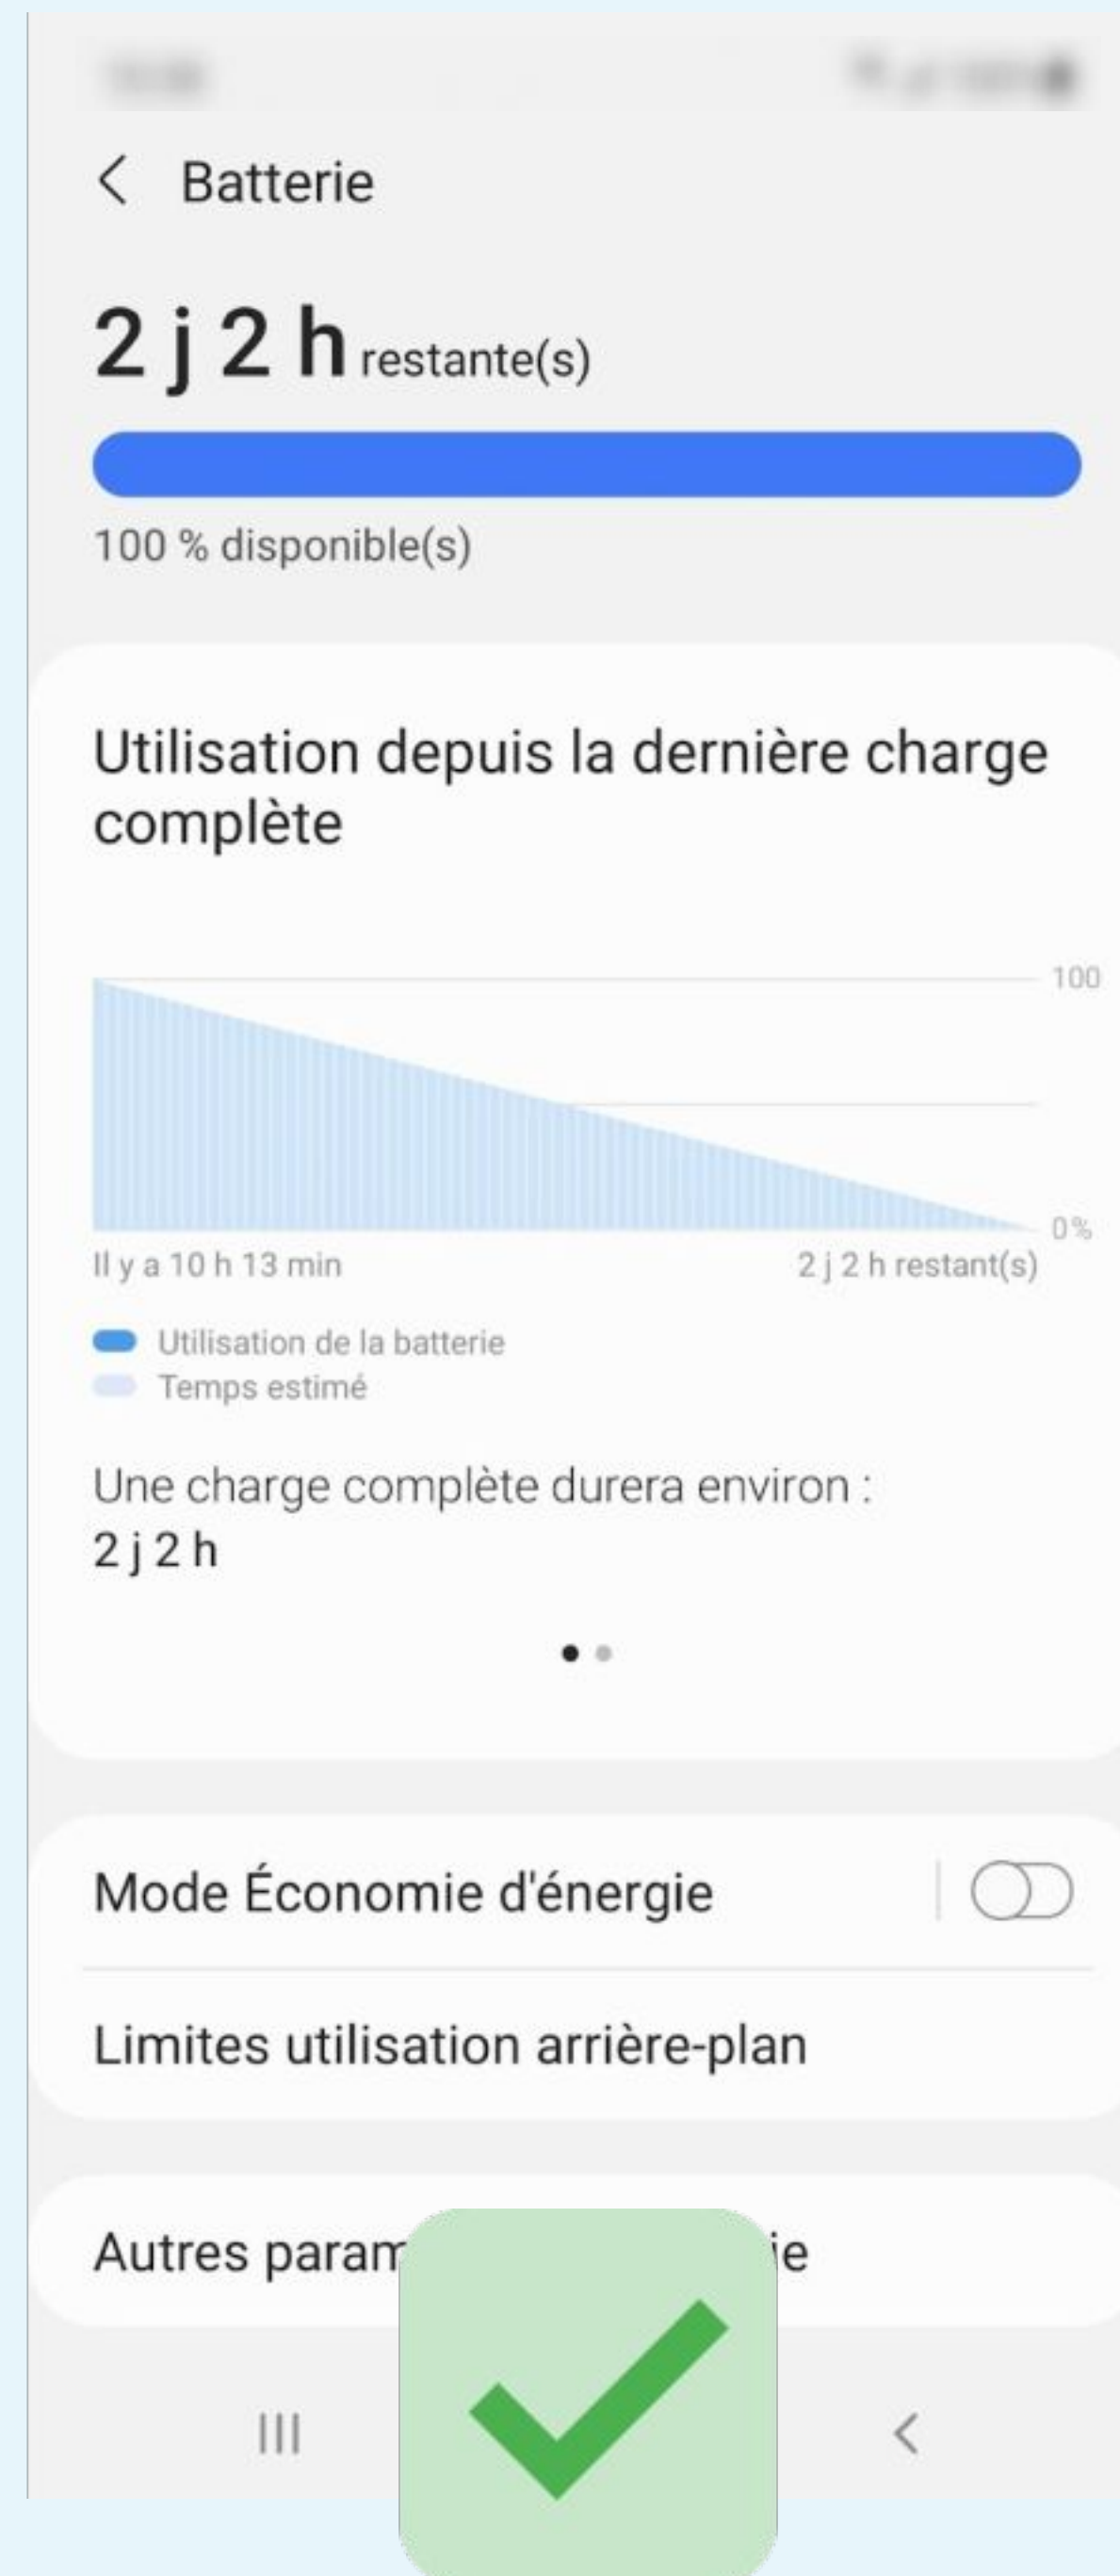 Batterie
2 j 2 h restante(s)
100 % disponible(s)
Utilisation depuis la dernière charge
complète
100
0%
Il y a 10 h 13 min 2 j 2 h restant(s)
Utilisation de la batterie
Temps estimé
Une charge complète durera environ :
2 j 2 h
Mode Économie d'énergie
Limites utilisation arrière-plan
Autres